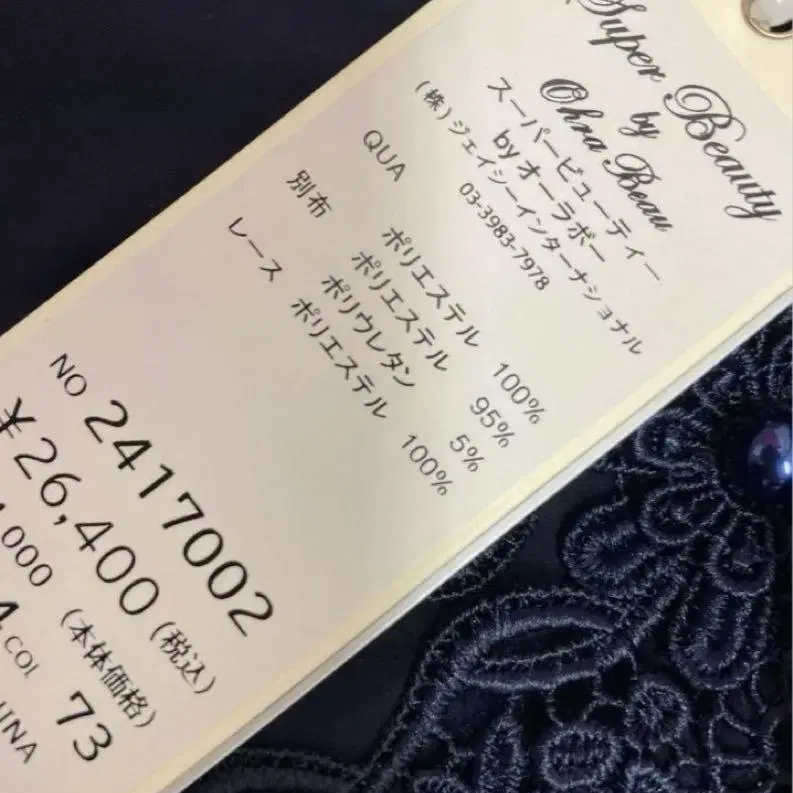 Super Beauty
by
Ohra Beau
スーパービューティー
by オーラボー
(株)ジェイシーインターナショナル
03-3983-7978
QUA ポリエステル 100%
別布 ポリエステル 95%
ポリウレタン 5%
レース ポリエステル 100%
NO 2417002
¥26,400 (税込)
,000 (本体価格)
COL 73